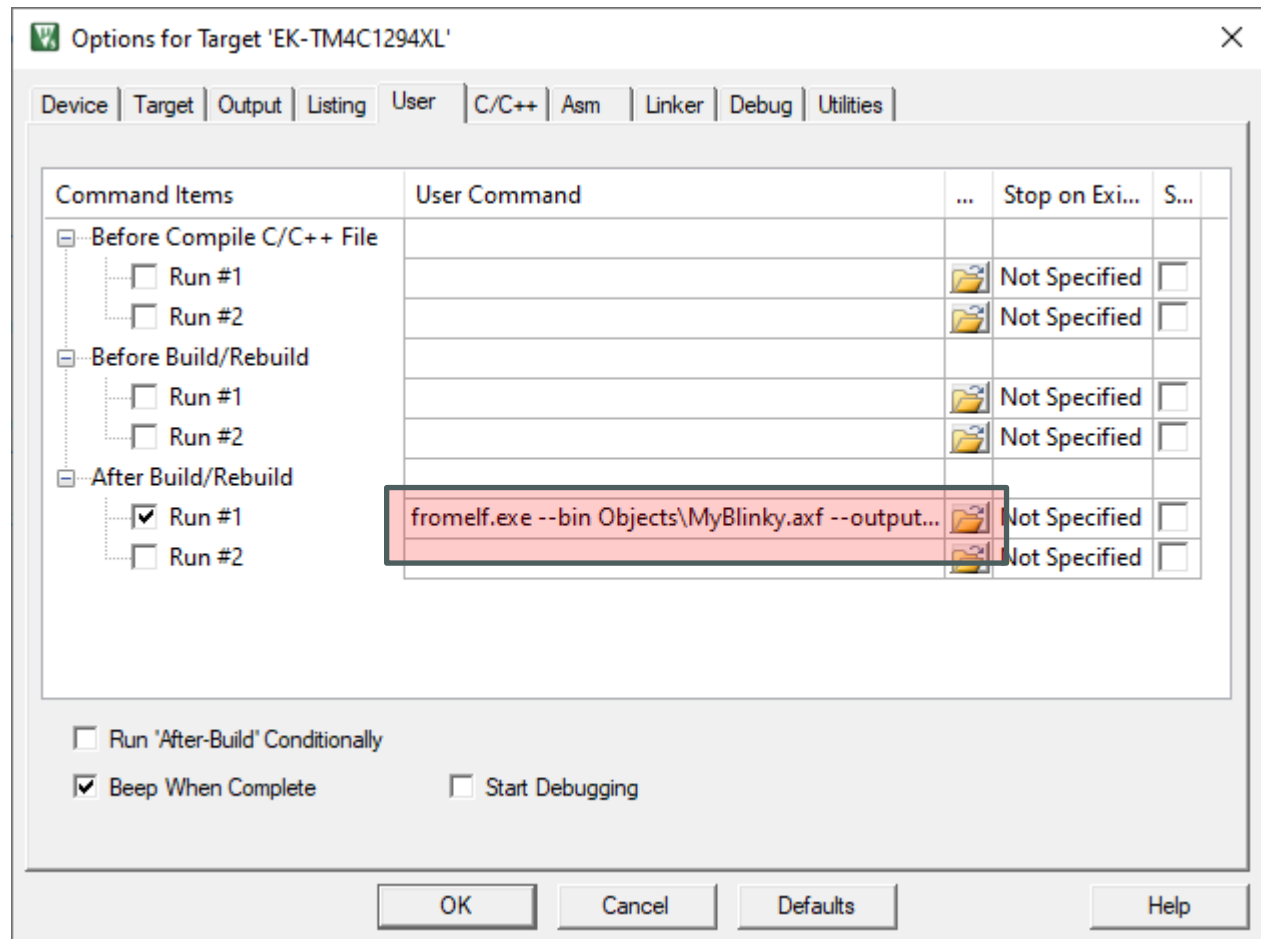 Options for Target 'EK-TM4C1294XL'
Device Target Output Listing User C/C++ Asm Linker Debug Utilities
Command Items User Command ... Stop on Exi... S...
Before Compile C/C++ File
Run #1 Not Specified
Run #2 Not Specified
Before Build/Rebuild
Run #1 Not Specified
Run #2 Not Specified
After Build/Rebuild
Run #1 fromelf.exe --bin Objects\MyBlinky.axf --output... Not Specified
Run #2 Not Specified
Run 'After-Build' Conditionally
Beep When Complete Start Debugging
OK Cancel Defaults Help